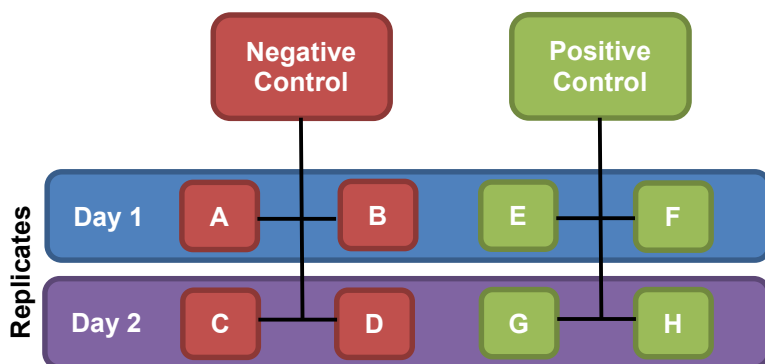 Negative
Control
Positive
Control
Replicates
Day 1
A
B
E
F
Day 2
C
D
G
H